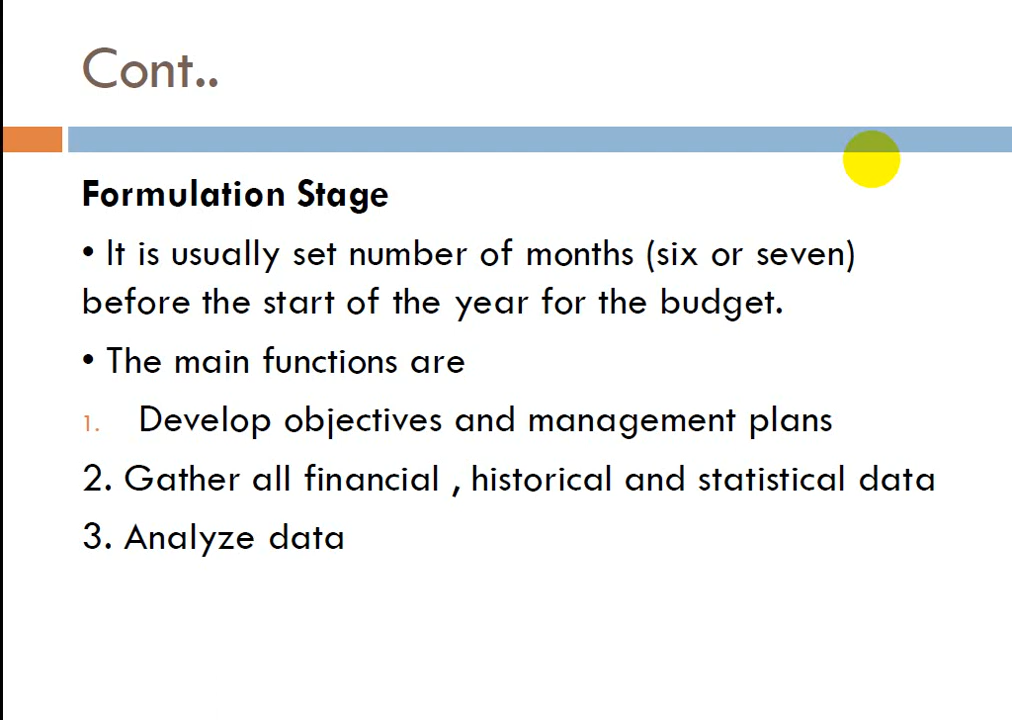 Cont..
Formulation Stage
• It is usually set number of months (six or seven)
before the start of the year for the budget.
• The main functions are
1. Develop objectives and management plans
2. Gather all financial , historical and statistical data
3. Analyze data